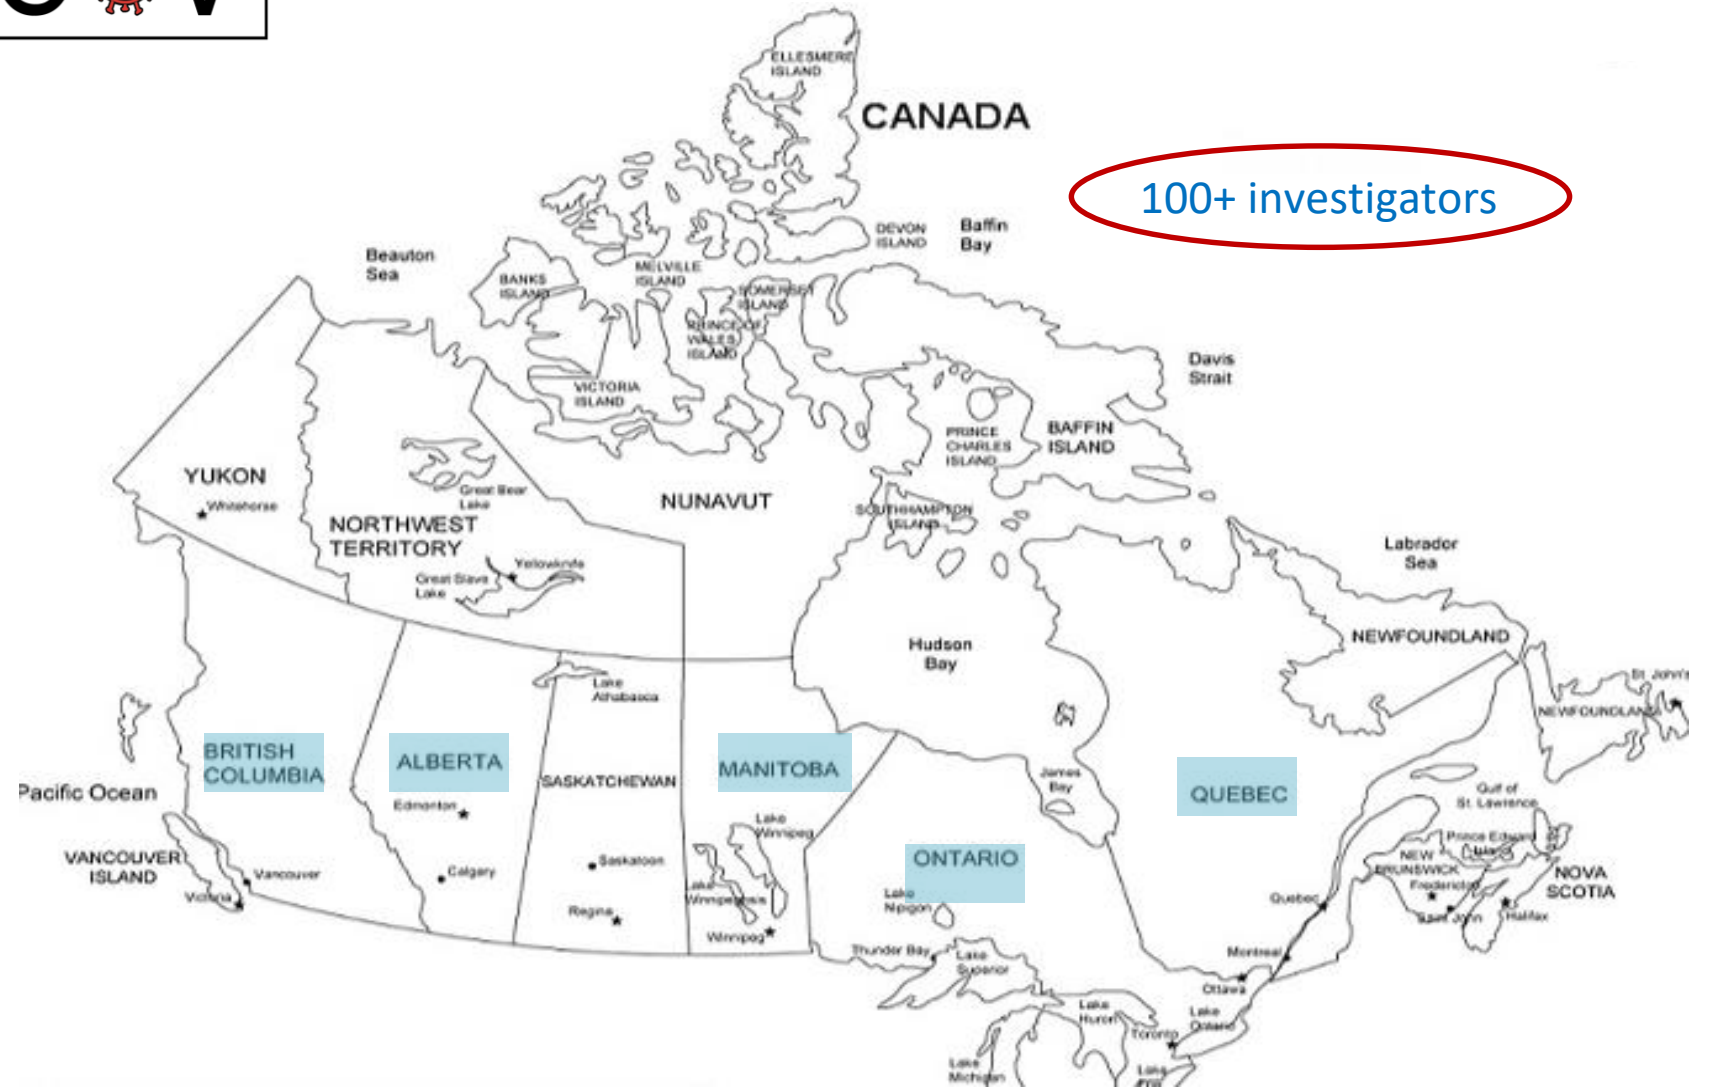 ELLESMERE
ISLAND
CANADA
100+ investigators
DEVON
ISLAND
Baffin
Bay
Beauton
Sea
BANKS
ISLAND
MELVILLE
ISLAND
SOMERSET
ISLAND
PRINCE OF
WALES
ISLAND
VICTORIA
ISLAND
Davis
Strait
PRINCE
CHARLES
ISLAND
BAFFIN
ISLAND
YUKON
Whitehorse
Great Bear
Lake
NORTHWEST
TERRITORY
NUNAVUT
SOUTHHAMPTON
ISLAND
Yellowknife
Great Slave
Lake
Labrador
Sea
Hudson
Bay
NEWFOUNDLAND
St. John's
NEWFOUNDLAND
Lake
Athabasca
BRITISH
COLUMBIA
ALBERTA
SASKATCHEWAN
MANITOBA
QUEBEC
James
Bay
Gulf of
St. Lawrence
Pacific Ocean
Edmonton
Lake
Winnipeg
Prince Edward
Island
VANCOUVER
ISLAND
Vancouver
Victoria
Calgary
Saskatoon
Regina
Lake
Winnipegosis
Winnipeg
ONTARIO
Lake
Nipigon
NEW
BRUNSWICK
Fredericton
Saint John
NOVA
SCOTIA
Halifax
Quebec
Thunder Bay
Lake
Superior
Montreal
Ottawa
Lake
Huron
Toronto
Lake
Ontario
Lake
Michigan
Lake
Erie